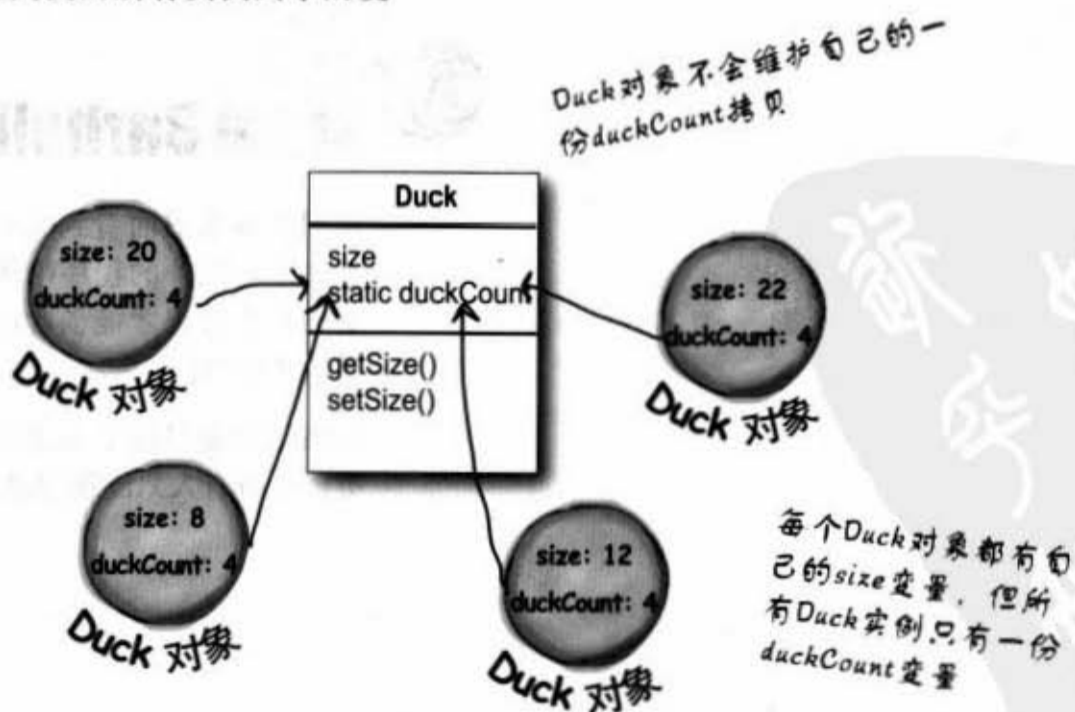 Duck对象不会维护自己的一
份duckCount拷贝
Duck
size
static duckCount
getSize()
setSize()
size: 20
duckCount: 4
Duck 对象
size: 22
duckCount: 4
Duck 对象
size: 8
duckCount: 4
Duck 对象
size: 12
duckCount: 4
Duck 对象
每个Duck对象都有自
己的size变量，但所
有Duck实例只有一份
duckCount变量